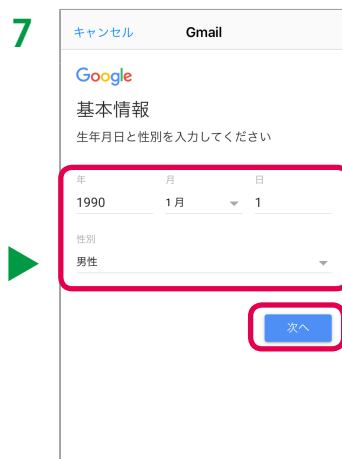 7
キャンセル Gmail
Google
基本情報
生年月日と性別を入力してください
年 月 日
1990 1月 1
性別
男性
次へ